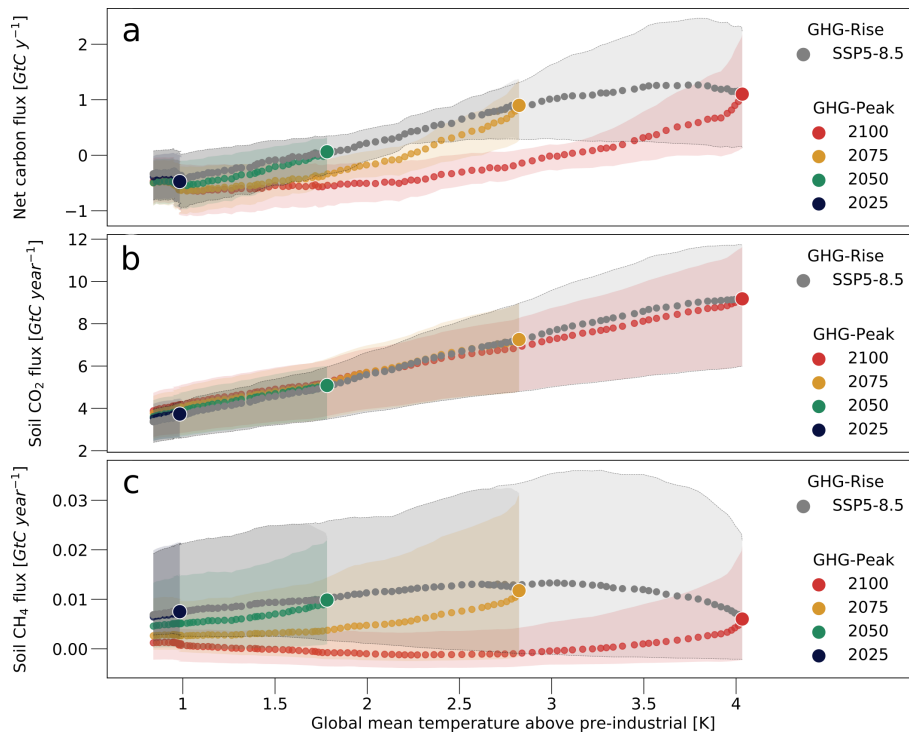 a
Net carbon flux [GtC y⁻¹]
2
1
0
−1
GHG-Rise
SSP5-8.5
GHG-Peak
2100
2075
2050
2025
b
Soil CO₂ flux [GtC year⁻¹]
12
10
8
6
4
2
GHG-Rise
SSP5-8.5
GHG-Peak
2100
2075
2050
2025
c
Soil CH₄ flux [GtC year⁻¹]
0.03
0.02
0.01
0.00
GHG-Rise
SSP5-8.5
GHG-Peak
2100
2075
2050
2025
1 1.5 2 2.5 3 3.5 4
Global mean temperature above pre-industrial [K]